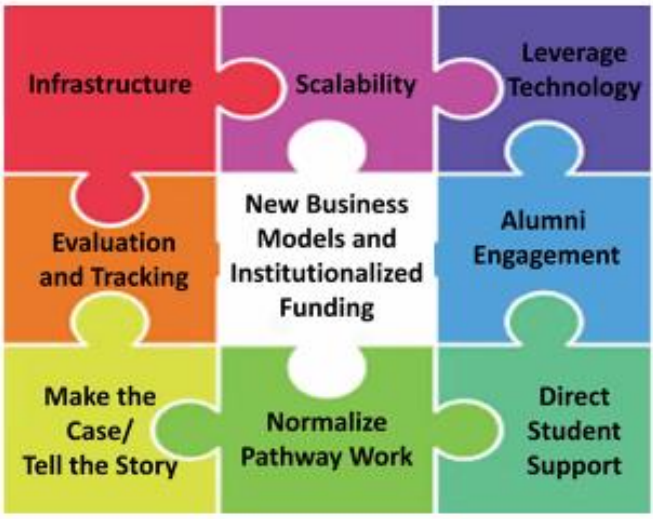 Infrastructure
Scalability
Leverage
Technology
Evaluation
and Tracking
New Business
Models and
Institutionalized
Funding
Alumni
Engagement
Make the
Case/
Tell the Story
Normalize
Pathway Work
Direct
Student
Support